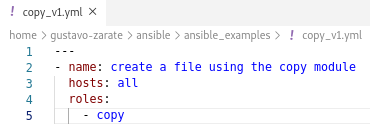 ! copy_v1.yml ×
home > gustavo-zarate > ansible > ansible_examples > ! copy_v1.yml
1 ---
2 - name: create a file using the copy module
3   hosts: all
4   roles:
5     - copy